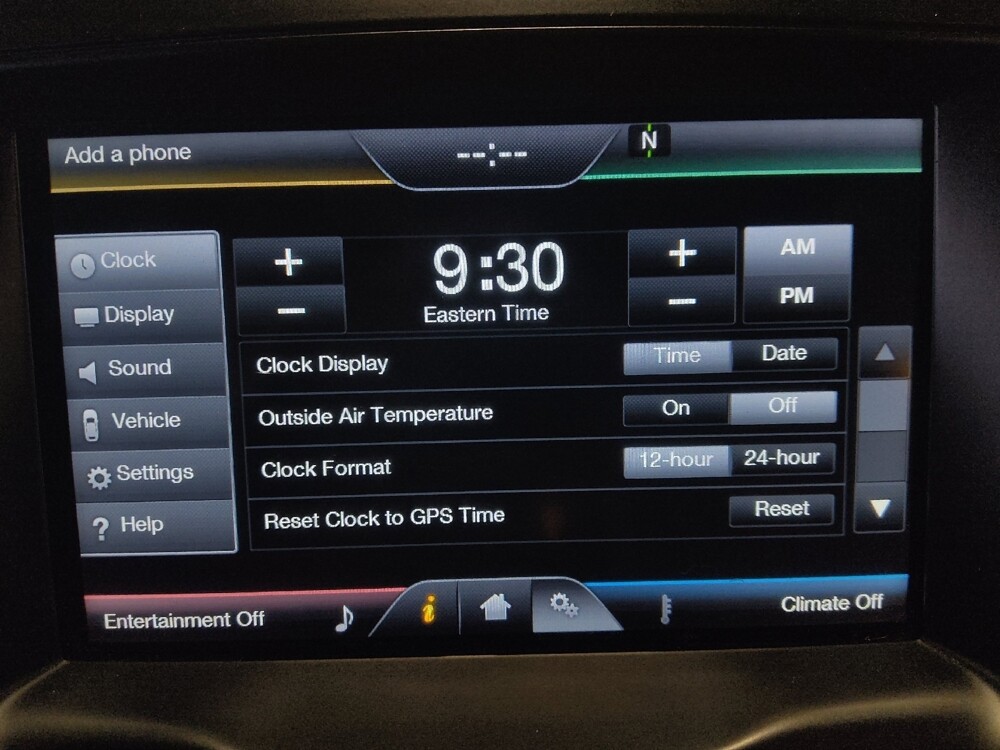 Add a phone
--:--
N
Clock
Display
Sound
Vehicle
Settings
? Help
+
−
9:30
Eastern Time
+
−
AM
PM
Clock Display
Time
Date
Outside Air Temperature
On
Off
Clock Format
12-hour
24-hour
Reset Clock to GPS Time
Reset
Entertainment Off
i
Climate Off